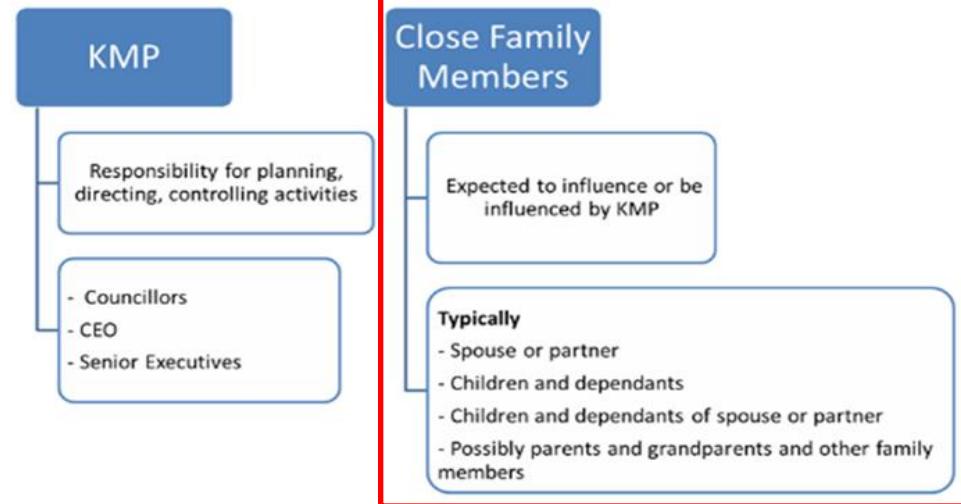 KMP
Responsibility for planning,
directing, controlling activities
- Councillors
- CEO
- Senior Executives
Close Family
Members
Expected to influence or be
influenced by KMP
Typically
- Spouse or partner
- Children and dependants
- Children and dependants of spouse or partner
- Possibly parents and grandparents and other family
members